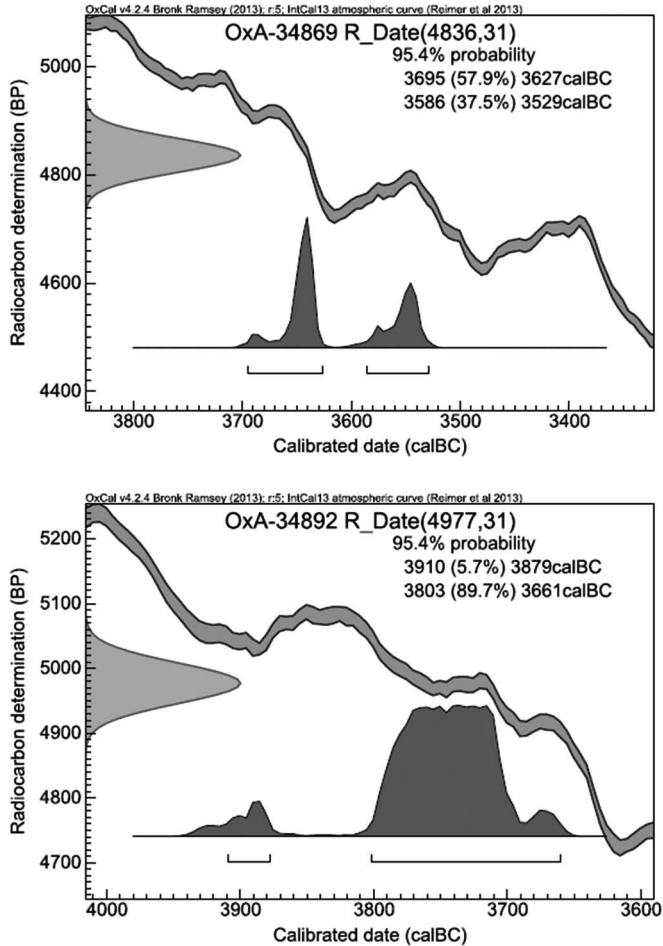 OxCal v4.2.4 Bronk Ramsey (2013); r:5; IntCal13 atmospheric curve (Reimer et al 2013)
OxA-34869 R_Date(4836,31)
95.4% probability
3695 (57.9%) 3627calBC
3586 (37.5%) 3529calBC
Radiocarbon determination (BP)
5000
4800
4600
4400
3800 3700 3600 3500 3400
Calibrated date (calBC)
OxCal v4.2.4 Bronk Ramsey (2013); r:5; IntCal13 atmospheric curve (Reimer et al 2013)
OxA-34892 R_Date(4977,31)
95.4% probability
3910 (5.7%) 3879calBC
3803 (89.7%) 3661calBC
Radiocarbon determination (BP)
5200
5100
5000
4900
4800
4700
4000 3900 3800 3700 3600
Calibrated date (calBC)